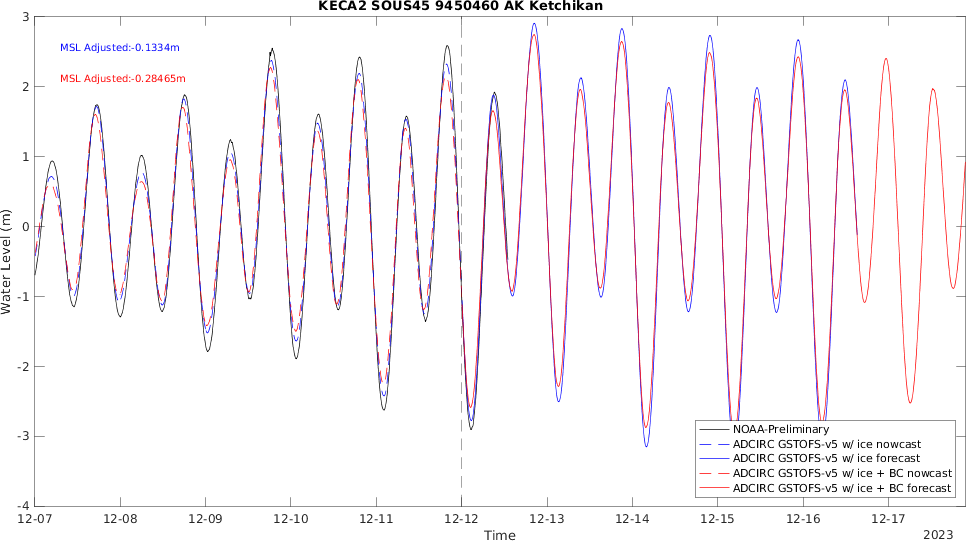 KECA2 SOUS45 9450460 AK Ketchikan
MSL Adjusted:-0.1334m
MSL Adjusted:-0.28465m
Water Level (m)
3
2
1
0
-1
-2
-3
-4
NOAA-Preliminary
ADCIRC GSTOFS-v5 w/ ice nowcast
ADCIRC GSTOFS-v5 w/ ice forecast
ADCIRC GSTOFS-v5 w/ ice + BC nowcast
ADCIRC GSTOFS-v5 w/ ice + BC forecast
12-07 12-08 12-09 12-10 12-11 12-12 12-13 12-14 12-15 12-16 12-17
Time
2023